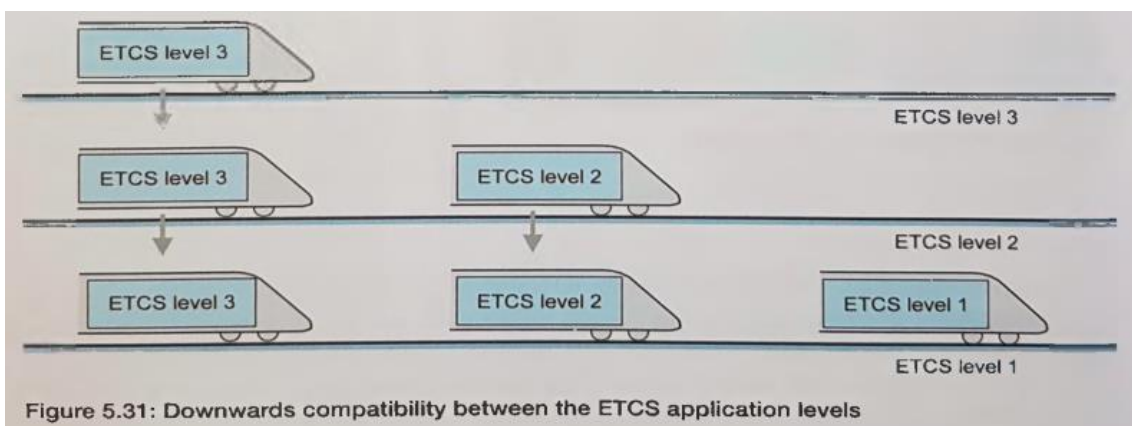 ETCS level 3
ETCS level 3
ETCS level 3
ETCS level 2
ETCS level 2
ETCS level 3
ETCS level 2
ETCS level 1
ETCS level 1
Figure 5.31: Downwards compatibility between the ETCS application levels